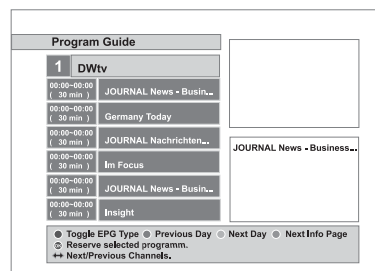 Program Guide
1 DWtv
00:00~00:00
( 30 min )
JOURNAL News - Busin...
00:00~00:00
( 30 min )
Germany Today
00:00~00:00
( 30 min )
JOURNAL Nachrichten...
00:00~00:00
( 30 min )
Im Focus
00:00~00:00
( 30 min )
JOURNAL News - Busin...
00:00~00:00
( 30 min )
Insight
JOURNAL News - Business...
Toggle EPG Type Previous Day Next Day Next Info Page
Reserve selected programm.
↔ Next/Previous Channels.